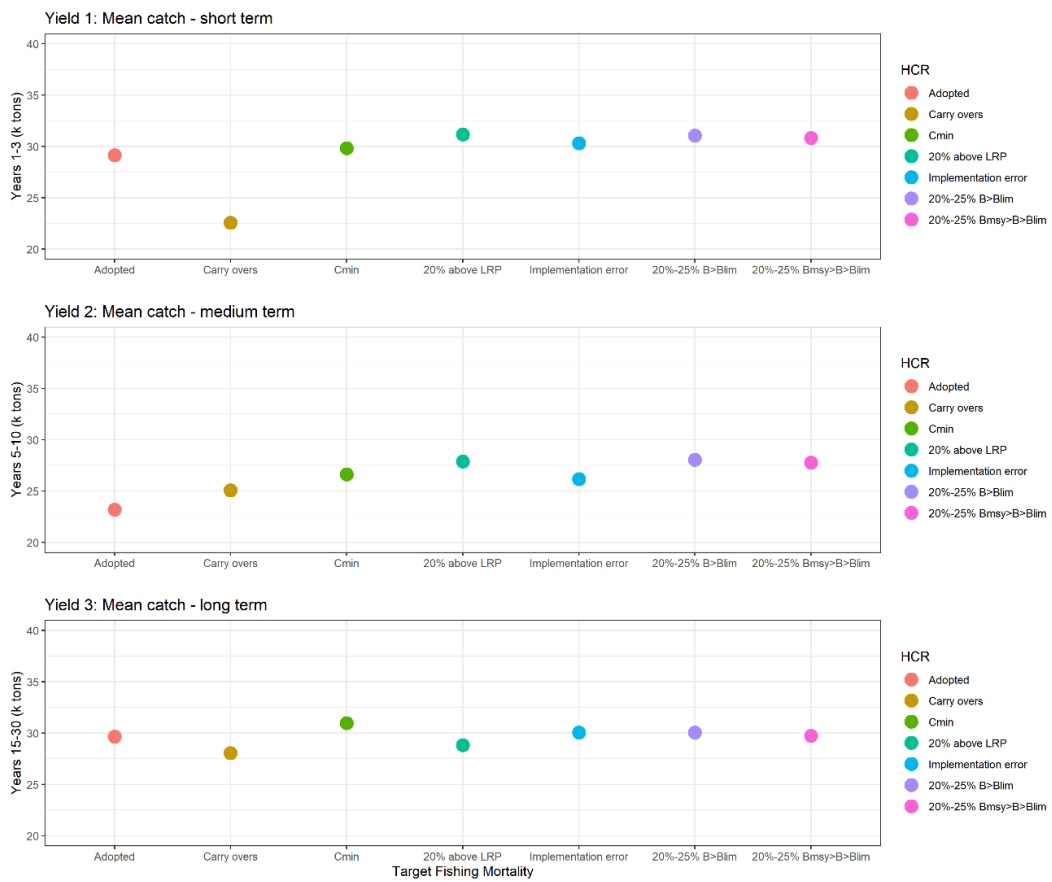 Yield 1: Mean catch - short term
Years 1-3 (k tons)
40
35
30
25
20
Adopted Carry overs Cmin 20% above LRP Implementation error 20%-25% B>Blim 20%-25% Bmsy>B>Blim
HCR
Adopted
Carry overs
Cmin
20% above LRP
Implementation error
20%-25% B>Blim
20%-25% Bmsy>B>Blim
Yield 2: Mean catch - medium term
Years 5-10 (k tons)
40
35
30
25
20
Adopted Carry overs Cmin 20% above LRP Implementation error 20%-25% B>Blim 20%-25% Bmsy>B>Blim
HCR
Adopted
Carry overs
Cmin
20% above LRP
Implementation error
20%-25% B>Blim
20%-25% Bmsy>B>Blim
Yield 3: Mean catch - long term
Years 15-30 (k tons)
40
35
30
25
20
Adopted Carry overs Cmin 20% above LRP Implementation error 20%-25% B>Blim 20%-25% Bmsy>B>Blim
Target Fishing Mortality
HCR
Adopted
Carry overs
Cmin
20% above LRP
Implementation error
20%-25% B>Blim
20%-25% Bmsy>B>Blim